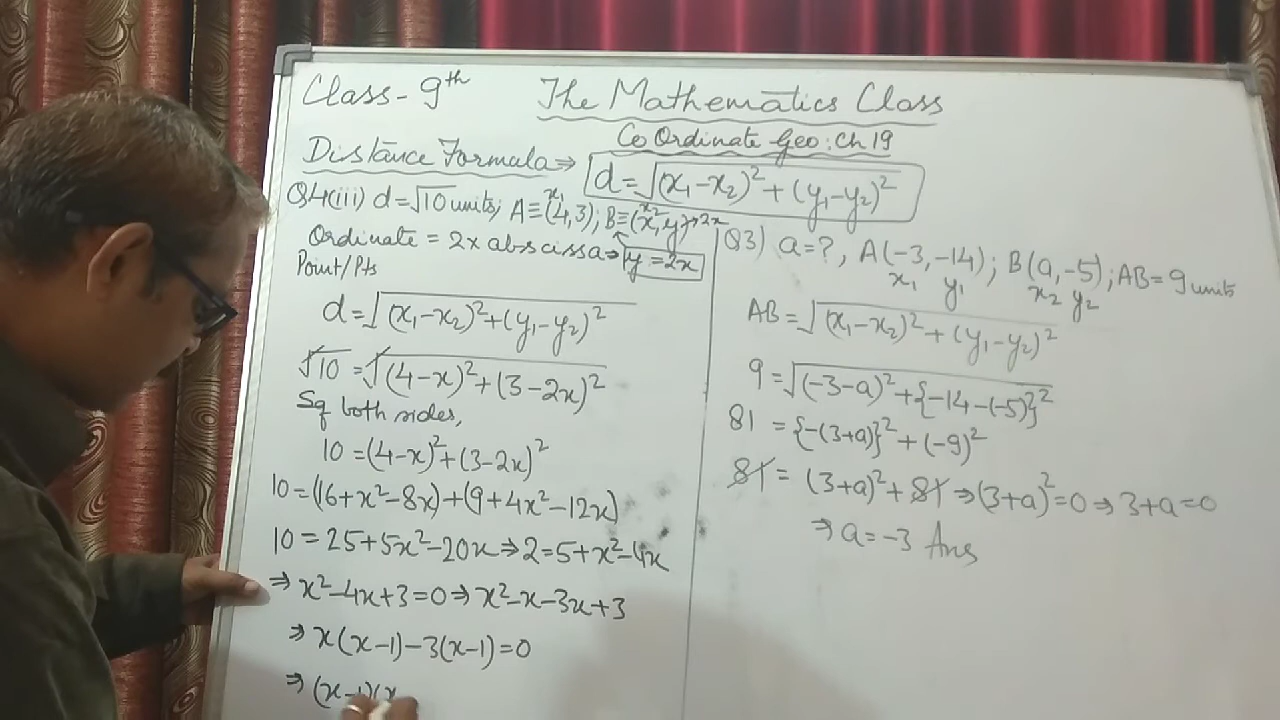 Class - 9th The Mathematics Class
Co Ordinate Geo: Ch 19
Distance Formula ⇒ d = √(x₁-x₂)² + (y₁-y₂)²
Q4(iii) d = √10 units; A ≡ (4,3); B ≡ (x,y) → 2x
x₁ x₂
Ordinate = 2 x abscissa ⇒ y = 2x
Point/Pts
d = √(x₁-x₂)² + (y₁-y₂)²
√10 = √(4-x)² + (3-2x)²
Sq both sides,
10 = (4-x)² + (3-2x)²
10 = (16+x²-8x) + (9+4x²-12x)
10 = 25+5x²-20x ⇒ 2 = 5+x²-4x
⇒ x²-4x+3=0 ⇒ x²-x-3x+3
⇒ x(x-1)-3(x-1)=0
⇒ (x-1)(x
Q3) a=?, A(-3,-14); B(a,-5); AB = 9 units
x₁ y₁ x₂ y₂
AB = √(x₁-x₂)² + (y₁-y₂)²
9 = √(-3-a)² + {-14-(-5)}²
81 = {-(3+a)}² + (-9)²
81 = (3+a)² + 81 ⇒ (3+a)² = 0 ⇒ 3+a=0
⇒ a = -3 Ans